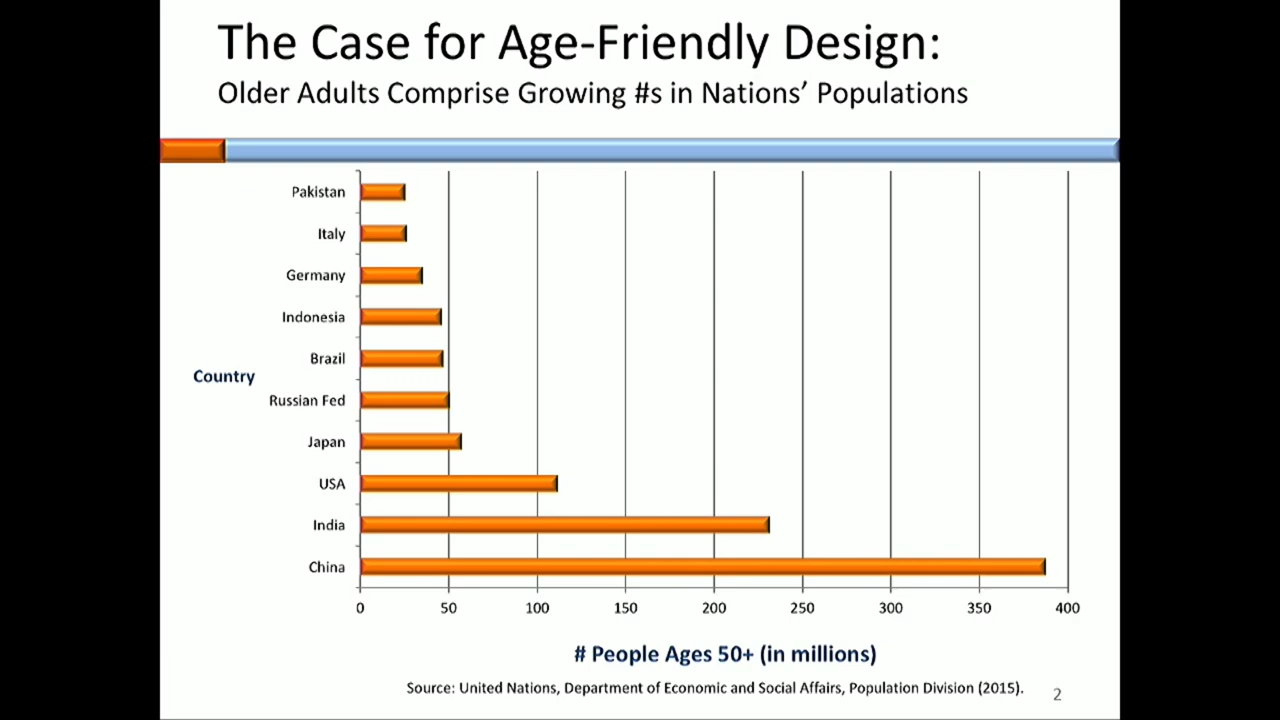 The Case for Age-Friendly Design:
Older Adults Comprise Growing #s in Nations’ Populations
Pakistan
Italy
Germany
Indonesia
Brazil
Country
Russian Fed
Japan
USA
India
China
0 50 100 150 200 250 300 350 400
# People Ages 50+ (in millions)
Source: United Nations, Department of Economic and Social Affairs, Population Division (2015).
2